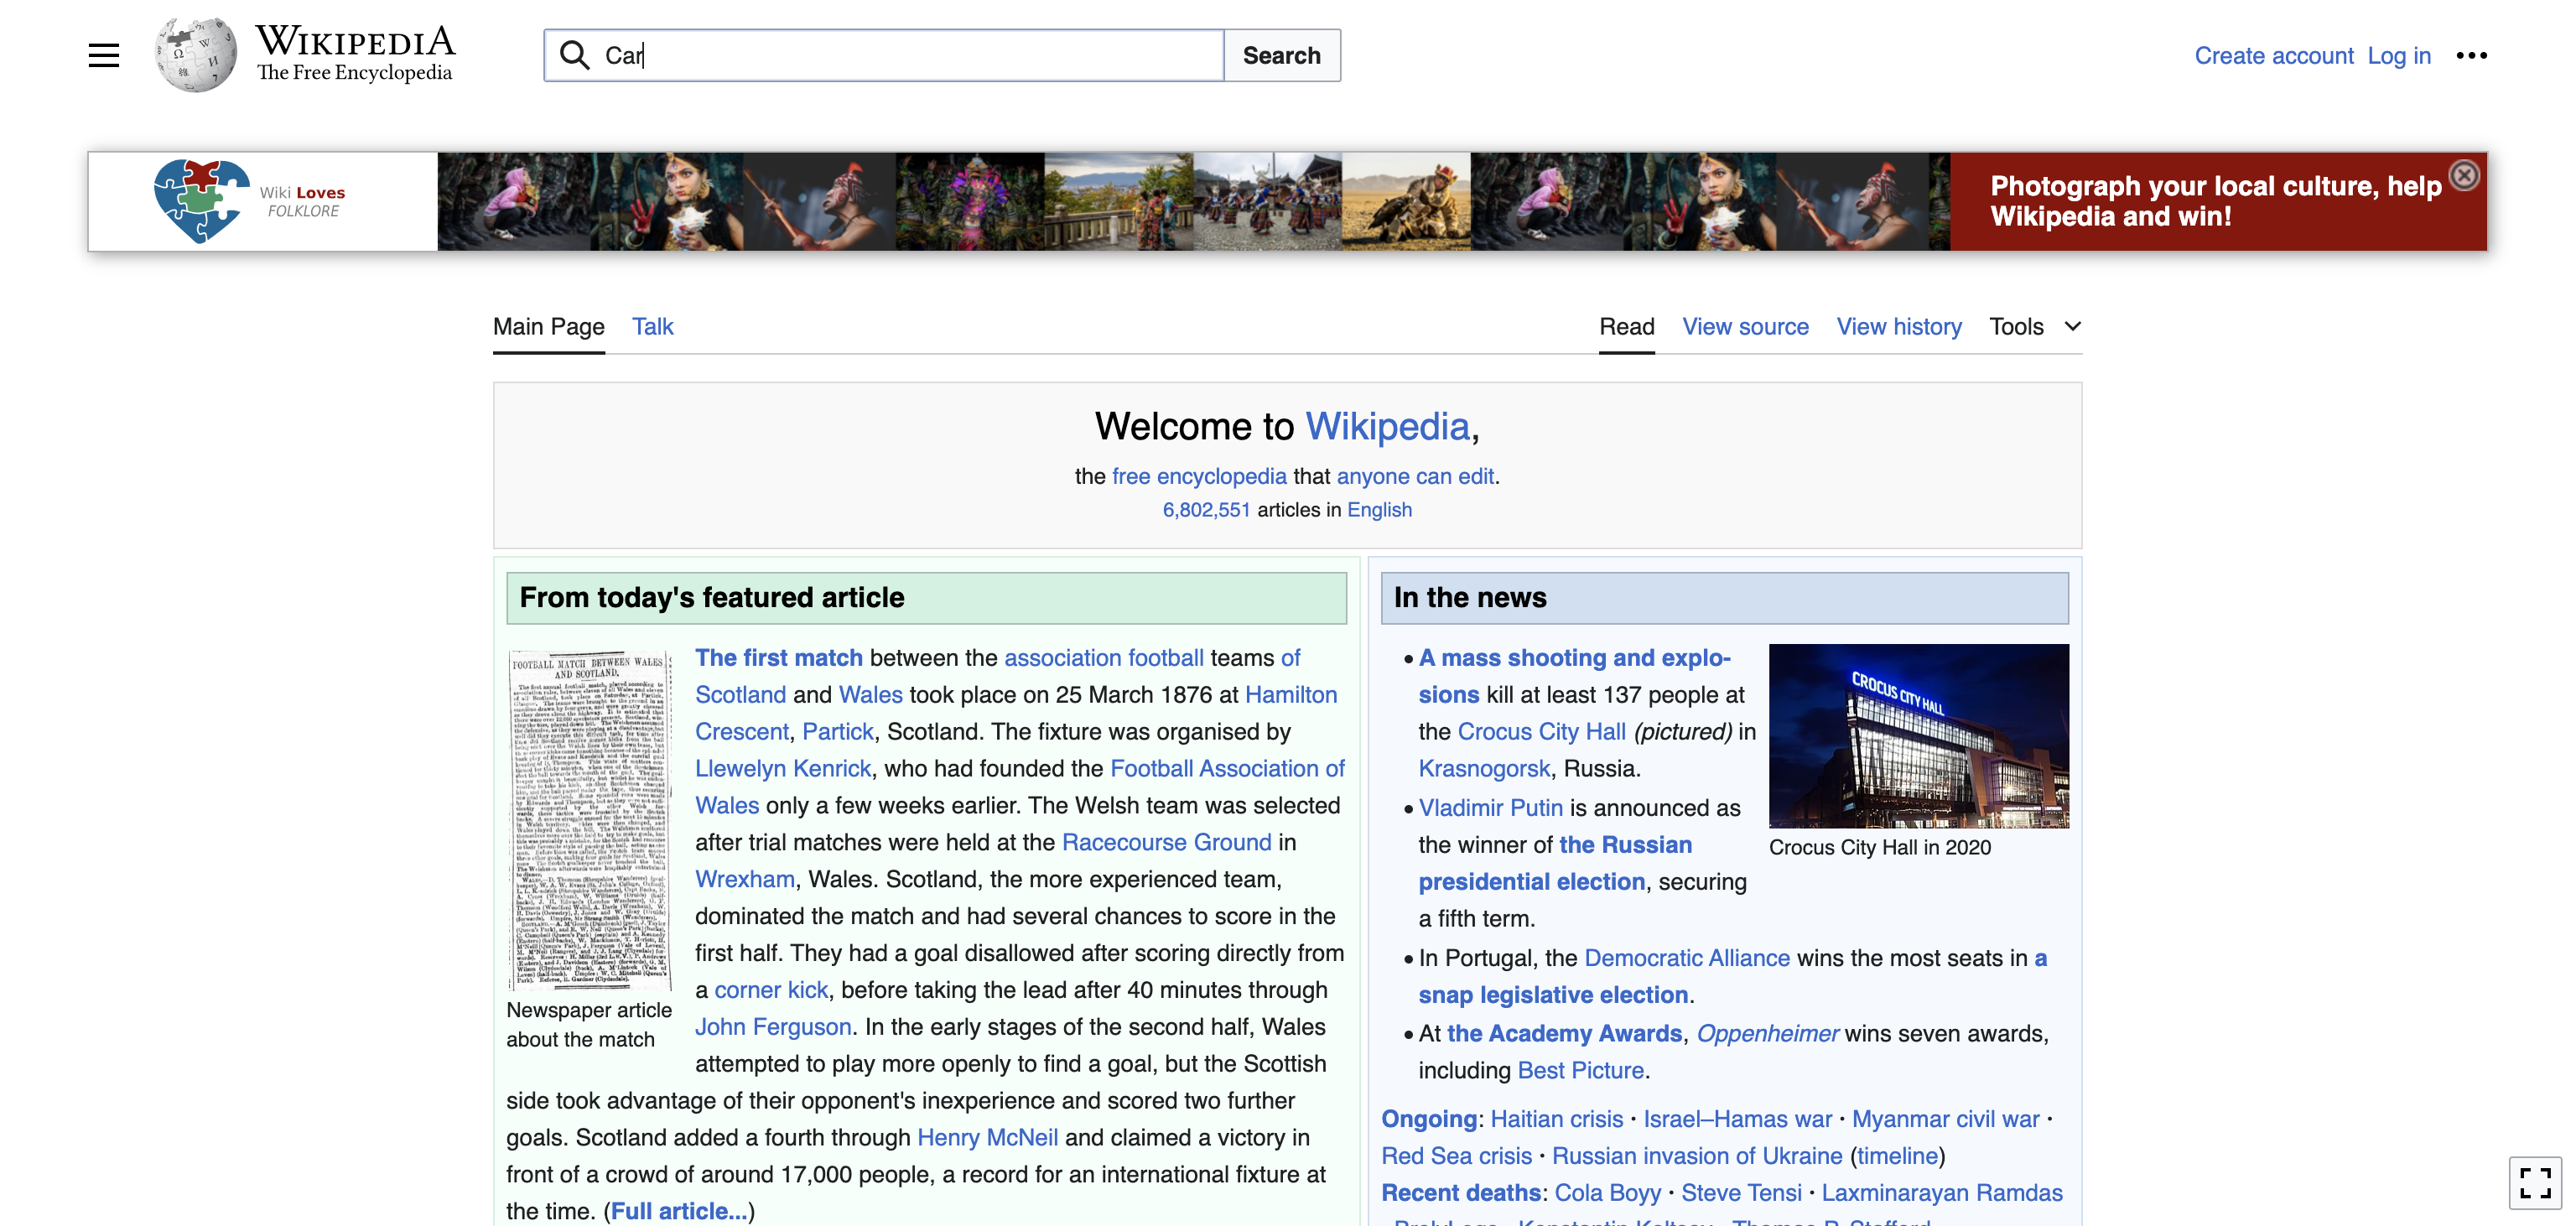 WIKIPEDIA
The Free Encyclopedia
Car
Search
Create account Log in
Wiki Loves
FOLKLORE
Photograph your local culture, help
Wikipedia and win!
Main Page Talk
Read View source View history Tools
Welcome to Wikipedia,
the free encyclopedia that anyone can edit.
6,802,551 articles in English
From today's featured article
FOOTBALL MATCH BETWEEN WALES
AND SCOTLAND.
Newspaper article
about the match
The first match between the association football teams of
Scotland and Wales took place on 25 March 1876 at Hamilton
Crescent, Partick, Scotland. The fixture was organised by
Llewelyn Kenrick, who had founded the Football Association of
Wales only a few weeks earlier. The Welsh team was selected
after trial matches were held at the Racecourse Ground in
Wrexham, Wales. Scotland, the more experienced team,
dominated the match and had several chances to score in the
first half. They had a goal disallowed after scoring directly from
a corner kick, before taking the lead after 40 minutes through
John Ferguson. In the early stages of the second half, Wales
attempted to play more openly to find a goal, but the Scottish
side took advantage of their opponent's inexperience and scored two further
goals. Scotland added a fourth through Henry McNeil and claimed a victory in
front of a crowd of around 17,000 people, a record for an international fixture at
the time. (Full article...)
In the news
CROCUS CITY HALL
Crocus City Hall in 2020
• A mass shooting and explo-
sions kill at least 137 people at
the Crocus City Hall (pictured) in
Krasnogorsk, Russia.
• Vladimir Putin is announced as
the winner of the Russian
presidential election, securing
a fifth term.
• In Portugal, the Democratic Alliance wins the most seats in a
snap legislative election.
• At the Academy Awards, Oppenheimer wins seven awards,
including Best Picture.
Ongoing: Haitian crisis · Israel–Hamas war · Myanmar civil war ·
Red Sea crisis · Russian invasion of Ukraine (timeline)
Recent deaths: Cola Boyy · Steve Tensi · Laxminarayan Ramdas